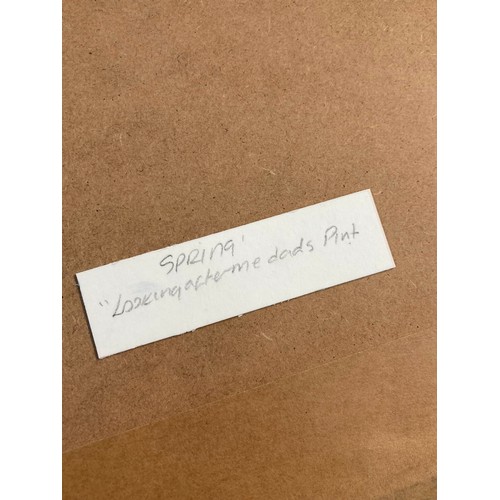 SPRING'
"Looking after me dads Pint